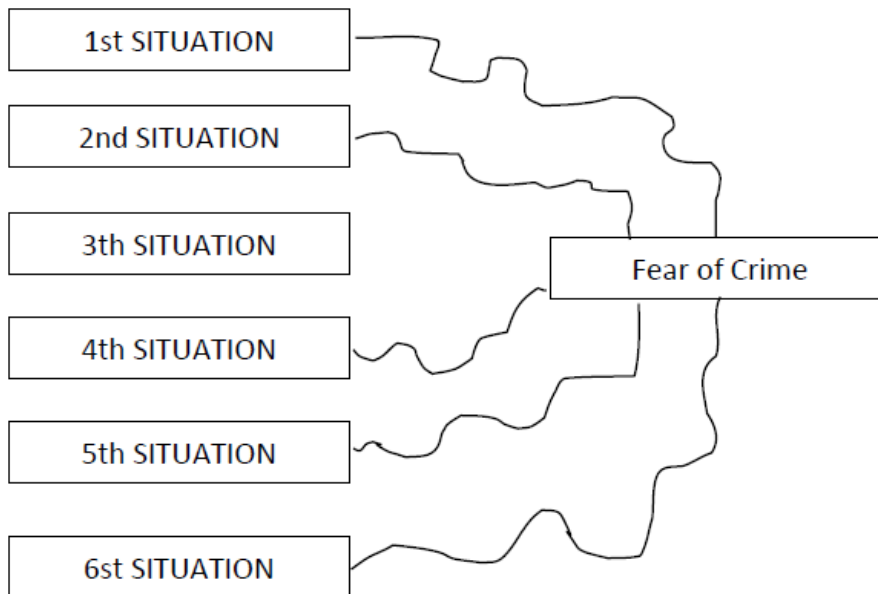 1st SITUATION
2nd SITUATION
3th SITUATION
Fear of Crime
4th SITUATION
5th SITUATION
6st SITUATION